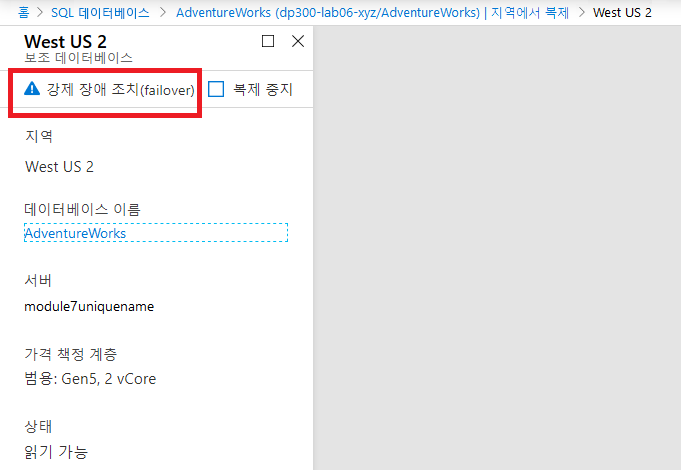 홈 > SQL 데이터베이스 > AdventureWorks (dp300-lab06-xyz/AdventureWorks) | 지역에서 복제 > West US 2
West US 2
보조 데이터베이스
강제 장애 조치(failover) 복제 중지
지역
West US 2
데이터베이스 이름
AdventureWorks
서버
module7uniquename
가격 책정 계층
범용: Gen5, 2 vCore
상태
읽기 가능